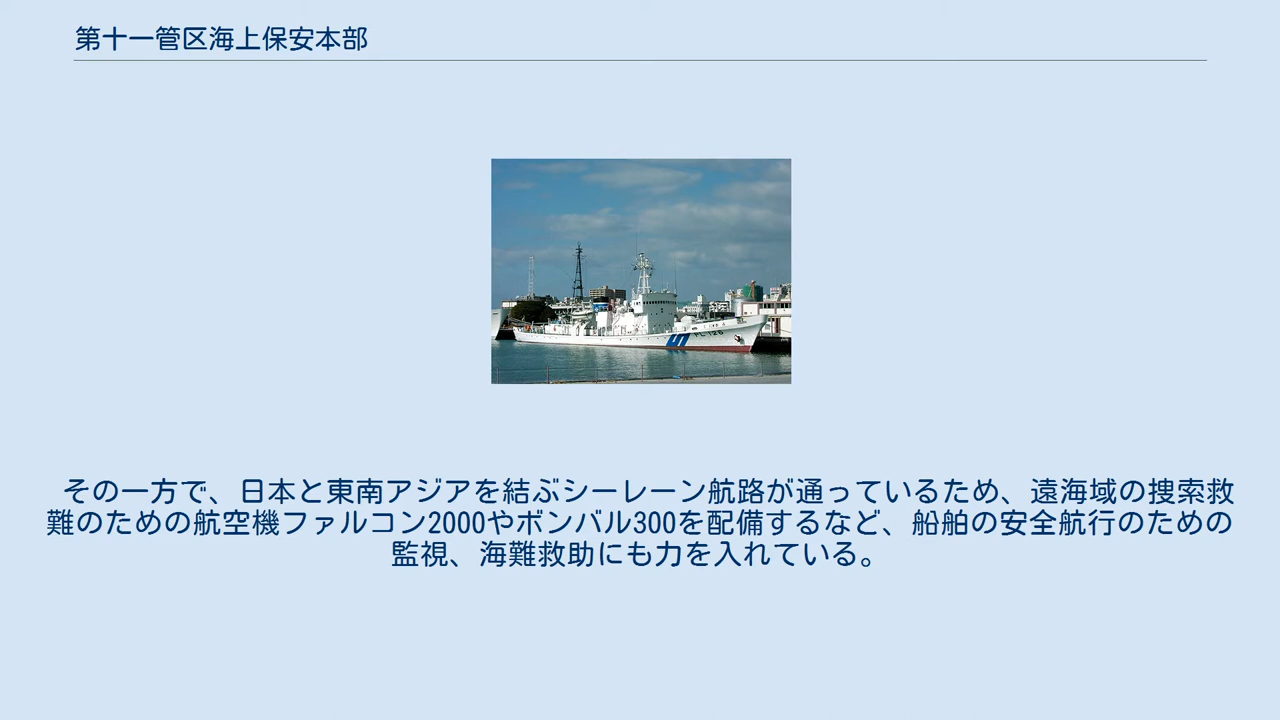 第十一管区海上保安本部
PL 126
その一方で、日本と東南アジアを結ぶシーレーン航路が通っているため、遠海域の捜索救
難のための航空機ファルコン2000やボンバル300を配備するなど、船舶の安全航行のための
監視、海難救助にも力を入れている。